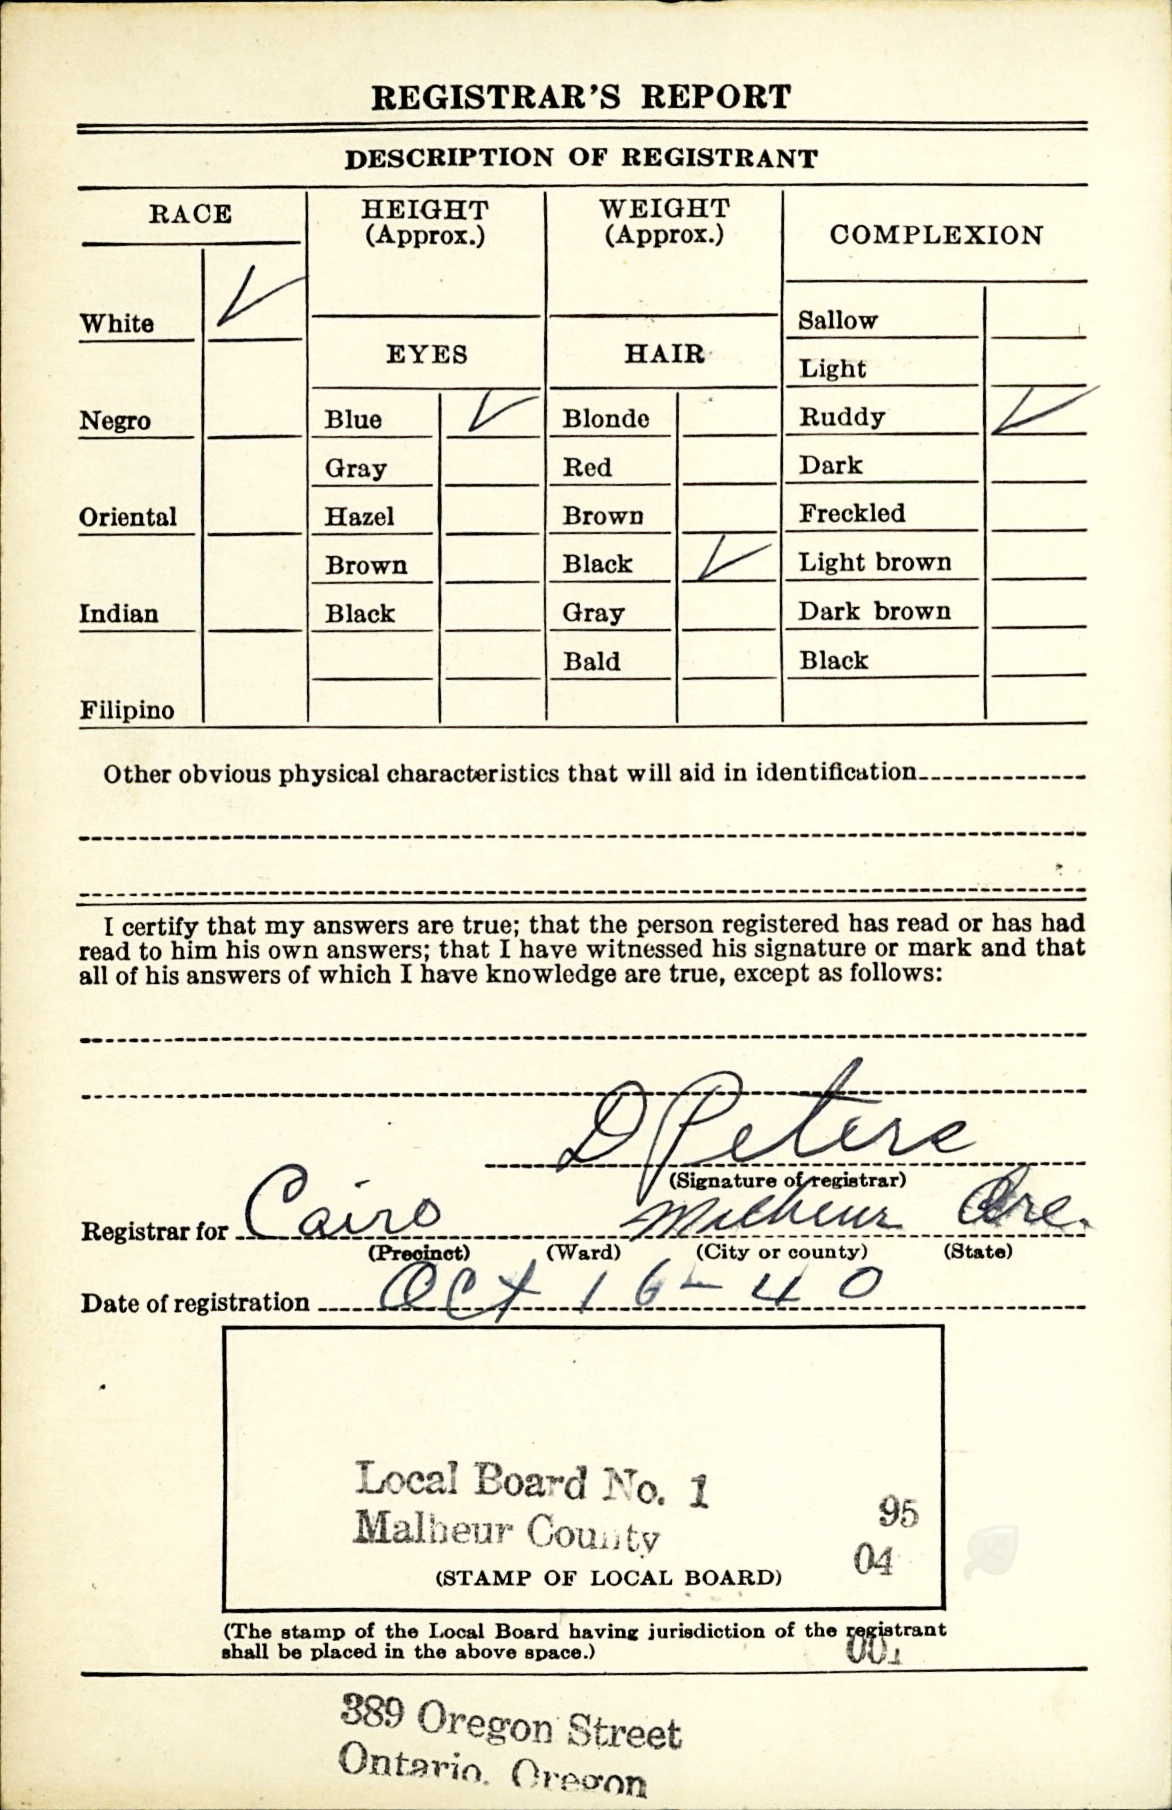 REGISTRAR'S REPORT
DESCRIPTION OF REGISTRANT
RACE
HEIGHT
(Approx.)
WEIGHT
(Approx.)
COMPLEXION
White ✓
Negro
Oriental
Indian
Filipino
EYES
Blue ✓
Gray
Hazel
Brown
Black
HAIR
Blonde
Red
Brown
Black ✓
Gray
Bald
Sallow
Light
Ruddy ✓
Dark
Freckled
Light brown
Dark brown
Black
Other obvious physical characteristics that will aid in identification
I certify that my answers are true; that the person registered has read or has had
read to him his own answers; that I have witnessed his signature or mark and that
all of his answers of which I have knowledge are true, except as follows:
D Peters
(Signature of registrar)
Registrar for Cairo Malheur Ore.
(Precinct) (Ward) (City or county) (State)
Date of registration Oct 16-40
Local Board No. 1 95
Malheur County 04
(STAMP OF LOCAL BOARD)
(The stamp of the Local Board having jurisdiction of the registrant
shall be placed in the above space.) 001
389 Oregon Street
Ontario, Oregon